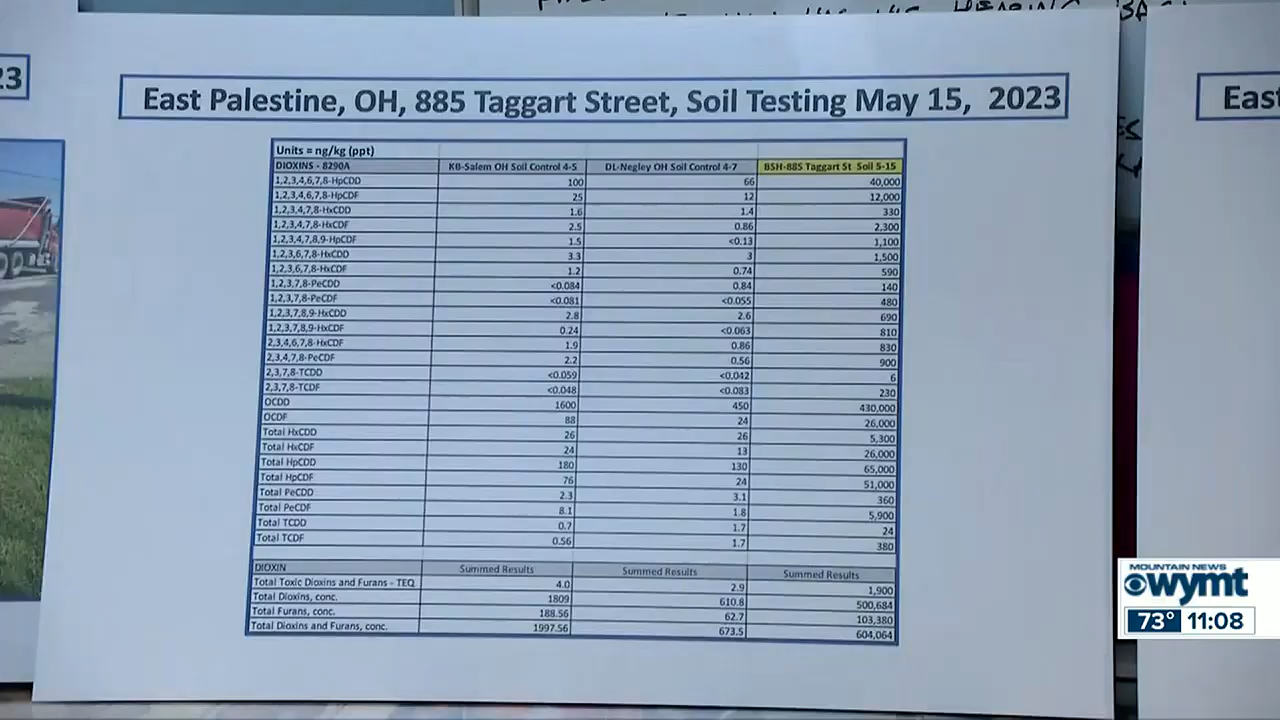 HEARING
23
East Palestine, OH, 885 Taggart Street, Soil Testing May 15, 2023
East
Units = ng/kg (ppt)
DIOXINS - 8290A KB-Salem OH Soil Control 4-5 DL-Negley OH Soil Control 4-7 BSH-885 Taggart St Soil 5-15
1,2,3,4,6,7,8-HpCDD 100 66 40,000
1,2,3,4,6,7,8-HpCDF 25 12 12,000
1,2,3,4,7,8-HxCDD 1.6 1.4 330
1,2,3,4,7,8-HxCDF 2.5 0.86 2,300
1,2,3,4,7,8,9-HpCDF 1.5 <0.13 1,100
1,2,3,6,7,8-HxCDD 3.3 3 1,500
1,2,3,6,7,8-HxCDF 1.2 0.74 590
1,2,3,7,8-PeCDD <0.084 0.84 140
1,2,3,7,8-PeCDF <0.081 <0.055 480
1,2,3,7,8,9-HxCDD 2.8 2.6 690
1,2,3,7,8,9-HxCDF 0.24 <0.063 810
2,3,4,6,7,8-HxCDF 1.9 0.86 830
2,3,4,7,8-PeCDF 2.2 0.56 900
2,3,7,8-TCDD <0.059 <0.042 6
2,3,7,8-TCDF <0.048 <0.083 230
OCDD 1600 450 430,000
OCDF 88 24 26,000
Total HxCDD 26 26 5,300
Total HxCDF 24 13 26,000
Total HpCDD 180 130 65,000
Total HpCDF 76 24 51,000
Total PeCDD 2.3 3.1 360
Total PeCDF 8.1 1.8 5,900
Total TCDD 0.7 1.7 24
Total TCDF 0.56 1.7 380
DIOXIN Summed Results Summed Results Summed Results
Total Toxic Dioxins and Furans - TEQ 4.0 2.9 1,900
Total Dioxins, conc. 1809 610.8 500,684
Total Furans, conc. 188.56 62.7 103,380
Total Dioxins and Furans, conc. 1997.56 673.5 604,064
MOUNTAIN NEWS
wymt
73° 11:08